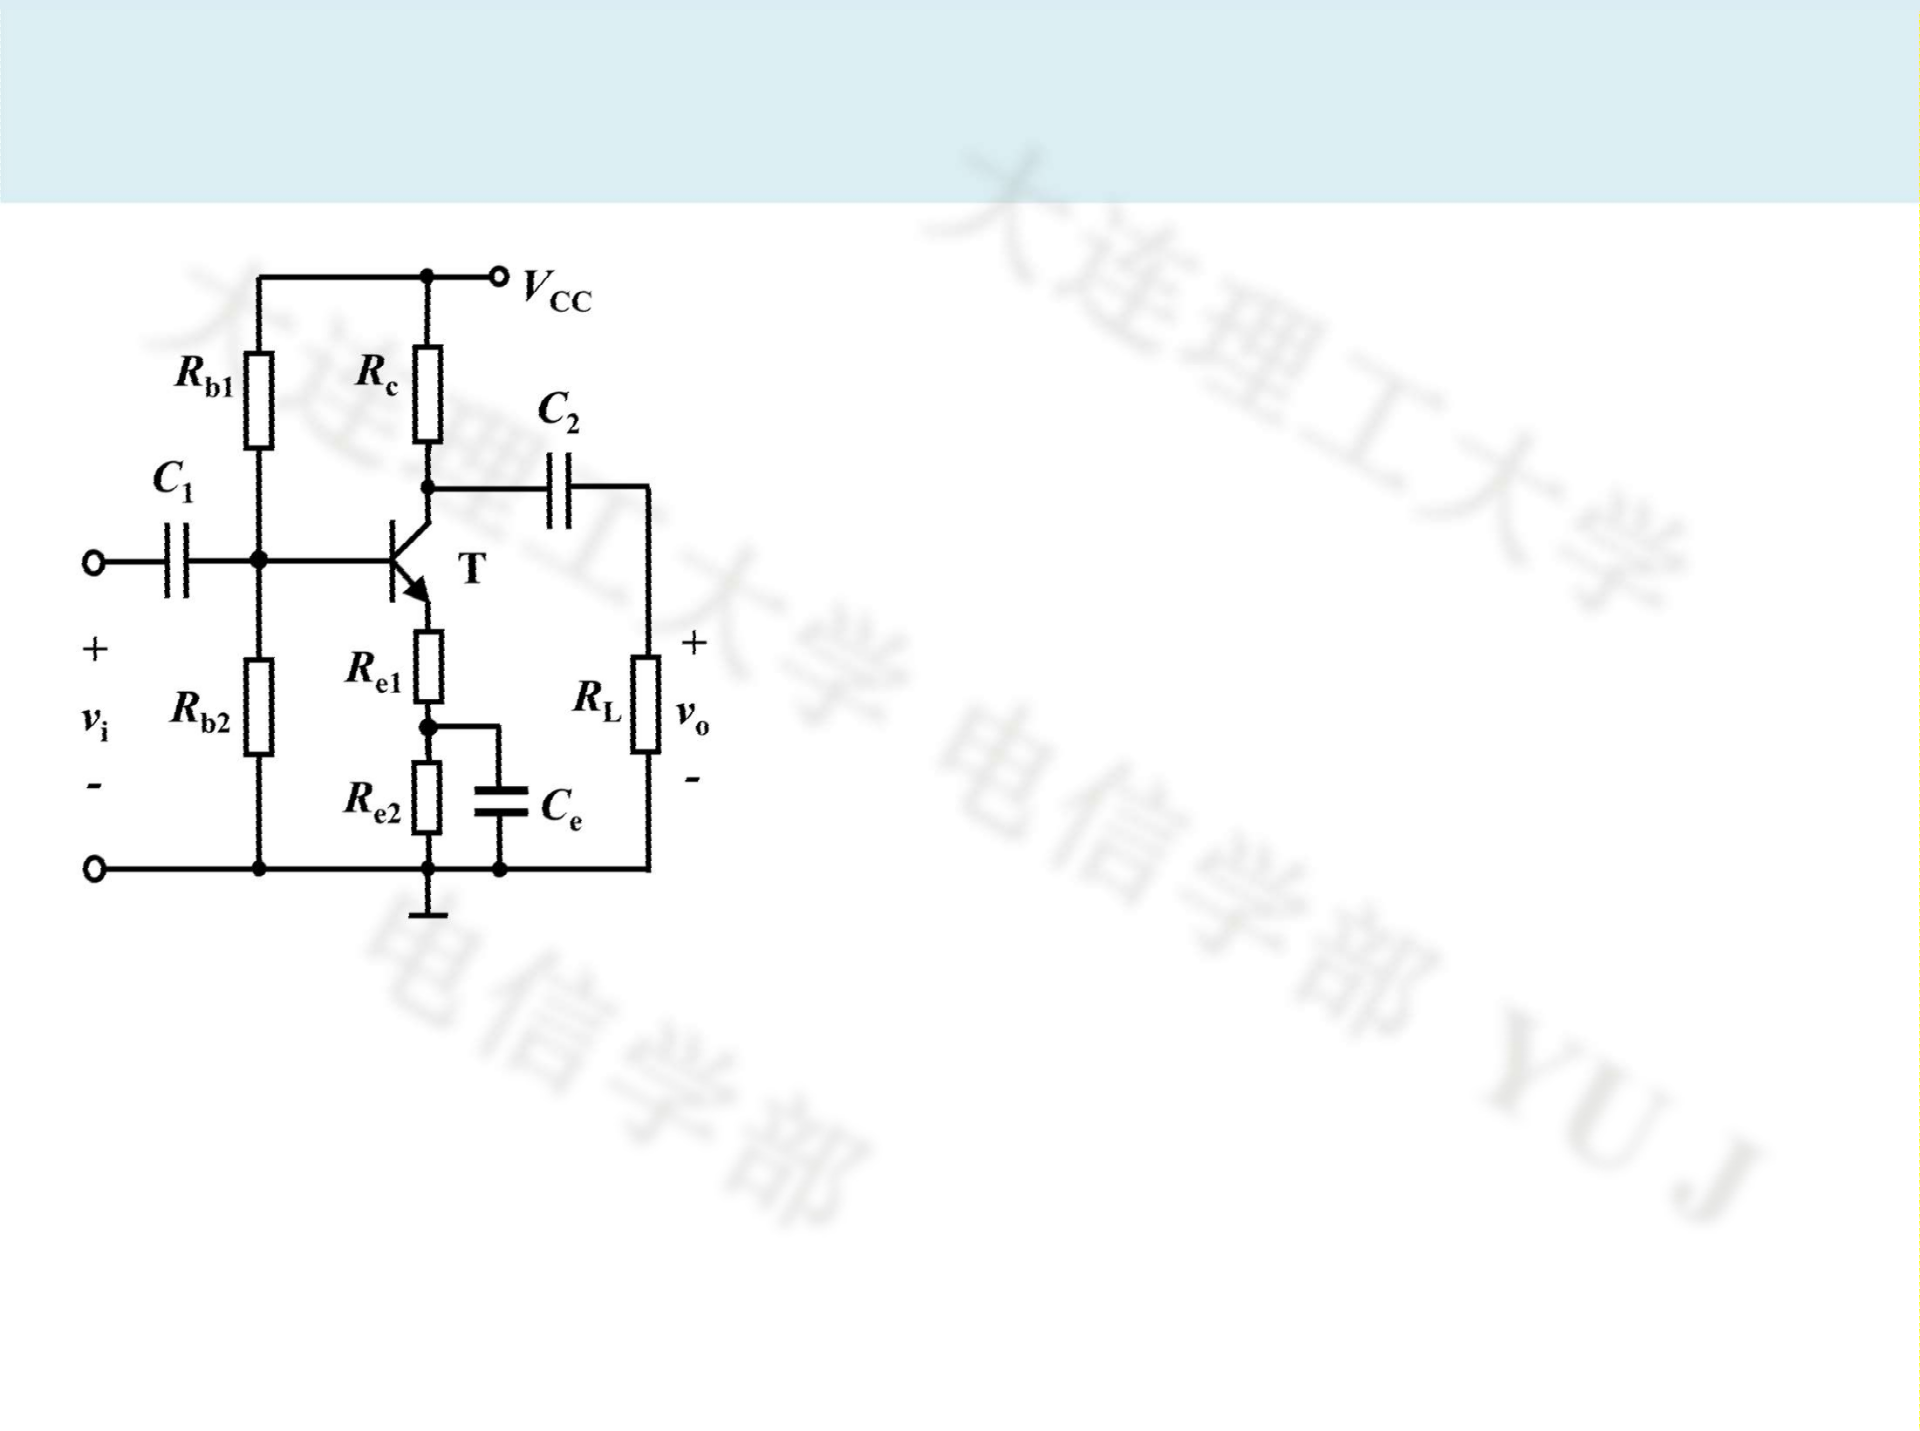 V_CC
R_b1
R_c
C_2
C_1
T
R_e1
+
+
R_b2
R_L
v_i
v_o
-
-
R_e2
C_e
大连理工大学 电信学部
大连理工大学 电信学部 YU J